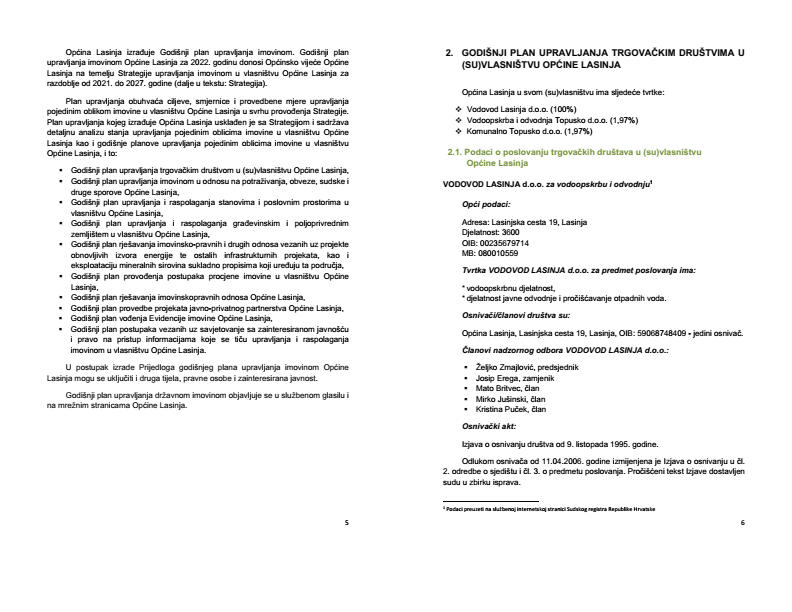 Općina Lasinja izrađuje Godišnji plan upravljanja imovinom. Godišnji plan
upravljanja imovinom Općine Lasinja za 2022. godinu donosi Općinsko vijeće Općine
Lasinja na temelju Strategije upravljanja imovinom u vlasništvu Općine Lasinja za
razdoblje od 2021. do 2027. godine (dalje u tekstu: Strategija).
Plan upravljanja obuhvaća ciljeve, smjernice i provedbene mjere upravljanja
pojedinim oblikom imovine u vlasništvu Općine Lasinja u svrhu provođenja Strategije.
Plan upravljanja kojeg izrađuje Općina Lasinja usklađen je sa Strategijom i sadržava
detaljnu analizu stanja upravljanja pojedinim oblicima imovine u vlasništvu Općine
Lasinja kao i godišnje planove upravljanja pojedinim oblicima imovine u vlasništvu
Općine Lasinja, i to:
▪ Godišnji plan upravljanja trgovačkim društvom u (su)vlasništvu Općine Lasinja,
▪ Godišnji plan upravljanja imovinom u odnosu na potraživanja, obveze, sudske i
druge sporove Općine Lasinja,
▪ Godišnji plan upravljanja i raspolaganja stanovima i poslovnim prostorima u
vlasništvu Općine Lasinja,
▪ Godišnji plan upravljanja i raspolaganja građevinskim i poljoprivrednim
zemljištem u vlasništvu Općine Lasinja,
▪ Godišnji plan rješavanja imovinsko-pravnih i drugih odnosa vezanih uz projekte
obnovljivih izvora energije te ostalih infrastrukturnih projekata, kao i
eksploataciju mineralnih sirovina sukladno propisima koji uređuju ta područja,
▪ Godišnji plan provođenja postupaka procjene imovine u vlasništvu Općine
Lasinja,
▪ Godišnji plan rješavanja imovinskopravnih odnosa Općine Lasinja,
▪ Godišnji plan provedbe projekata javno-privatnog partnerstva Općine Lasinja,
▪ Godišnji plan vođenja Evidencije imovine Općine Lasinja,
▪ Godišnji plan postupaka vezanih uz savjetovanje sa zainteresiranom javnošću
i pravo na pristup informacijama koje se tiču upravljanja i raspolaganja
imovinom u vlasništvu Općine Lasinja.
U postupak izrade Prijedloga godišnjeg plana upravljanja imovinom Općine
Lasinja mogu se uključiti i druga tijela, pravne osobe i zainteresirana javnost.
Godišnji plan upravljanja državnom imovinom objavljuje se u službenom glasilu i
na mrežnim stranicama Općine Lasinja.
5
2. GODIŠNJI PLAN UPRAVLJANJA TRGOVAČKIM DRUŠTVIMA U
(SU)VLASNIŠTVU OPĆINE LASINJA
Općina Lasinja u svom (su)vlasništvu ima sljedeće tvrtke:
❖ Vodovod Lasinja d.o.o. (100%)
❖ Vodoopskrba i odvodnja Topusko d.o.o. (1,97%)
❖ Komunalno Topusko d.o.o. (1,97%)
2.1. Podaci o poslovanju trgovačkih društava u (su)vlasništvu
Općine Lasinja
VODOVOD LASINJA d.o.o. za vodoopskrbu i odvodnju¹
Opći podaci:
Adresa: Lasinjska cesta 19, Lasinja
Djelatnost: 3600
OIB: 00235679714
MB: 080010559
Tvrtka VODOVOD LASINJA d.o.o. za predmet poslovanja ima:
* vodoopskrbnu djelatnost,
* djelatnost javne odvodnje i pročišćavanje otpadnih voda.
Osnivači/članovi društva su:
Općina Lasinja, Lasinjska cesta 19, Lasinja, OIB: 59068748409 - jedini osnivač.
Članovi nadzornog odbora VODOVOD LASINJA d.o.o.:
▪ Željko Zmajlović, predsjednik
▪ Josip Erega, zamjenik
▪ Mato Britvec, član
▪ Mirko Jušinski, član
▪ Kristina Puček, član
Osnivački akt:
Izjava o osnivanju društva od 9. listopada 1995. godine.
Odlukom osnivača od 11.04.2006. godine izmijenjena je Izjava o osnivanju u čl.
2. odredbe o sjedištu i čl. 3. o predmetu poslovanja. Pročišćeni tekst Izjave dostavljen
sudu u zbirku isprava.
¹ Podaci preuzeti na službenoj internetskoj stranici Sudskog registra Republike Hrvatske
6